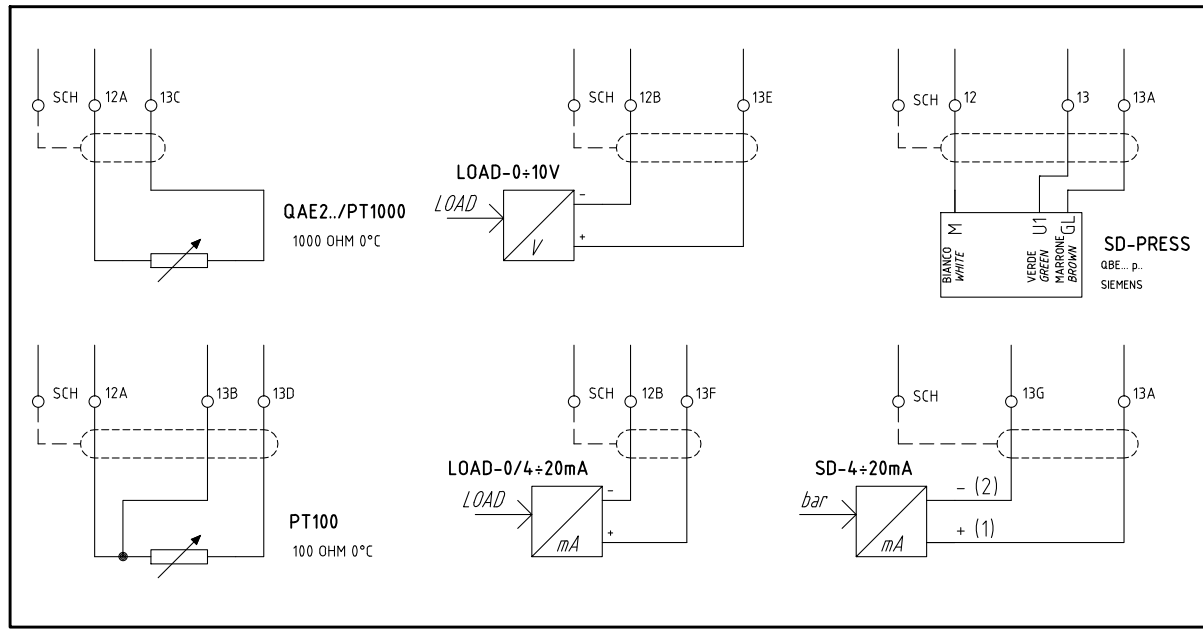 SCH 12A 13C
QAE2../PT1000
1000 OHM 0°C
SCH 12B 13E
LOAD-0÷10V
LOAD
-
+
V
SCH 12 13 13A
BIANCO
WHITE
M
VERDE
GREEN
U1
MARRONE
BROWN
GL
SD-PRESS
QBE... p..
SIEMENS
SCH 12A 13B 13D
PT100
100 OHM 0°C
SCH 12B 13F
LOAD-0/4÷20mA
LOAD
-
+
mA
SCH 13G 13A
SD-4÷20mA
bar
- (2)
+ (1)
mA